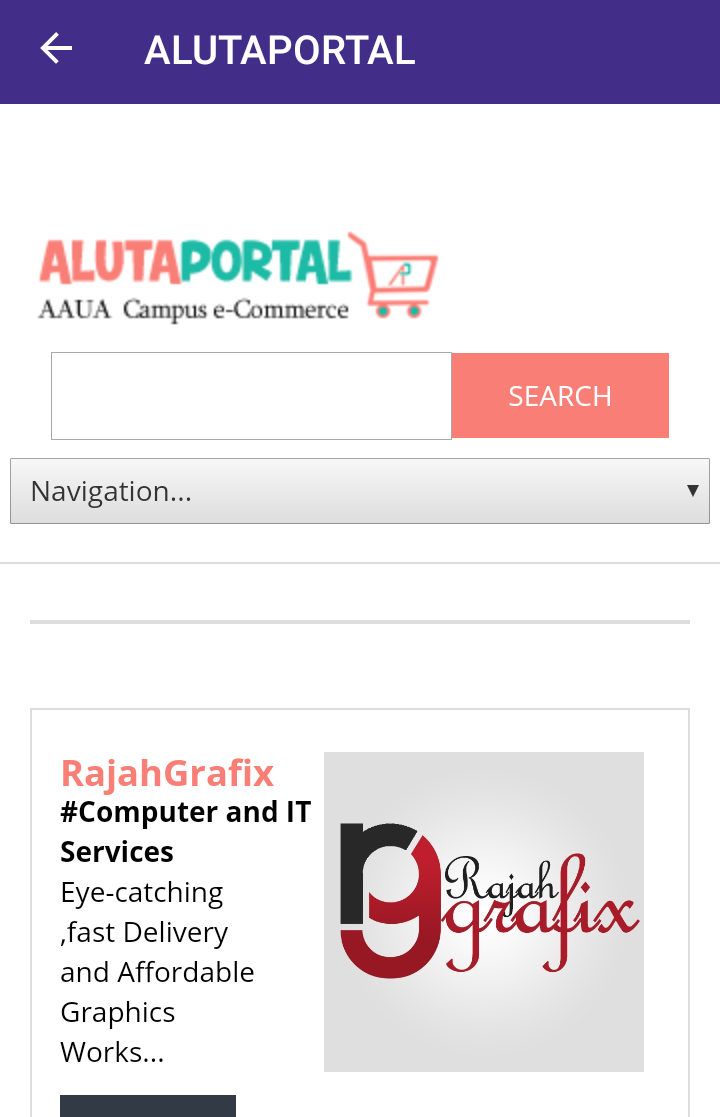 ALUTAPORTAL
ALUTAPORTAL
AAUA Campus e-Commerce
SEARCH
Navigation...
RajahGrafix
#Computer and IT
Services
Eye-catching
,fast Delivery
and Affordable
Graphics
Works...
rg
Rajah
grafix